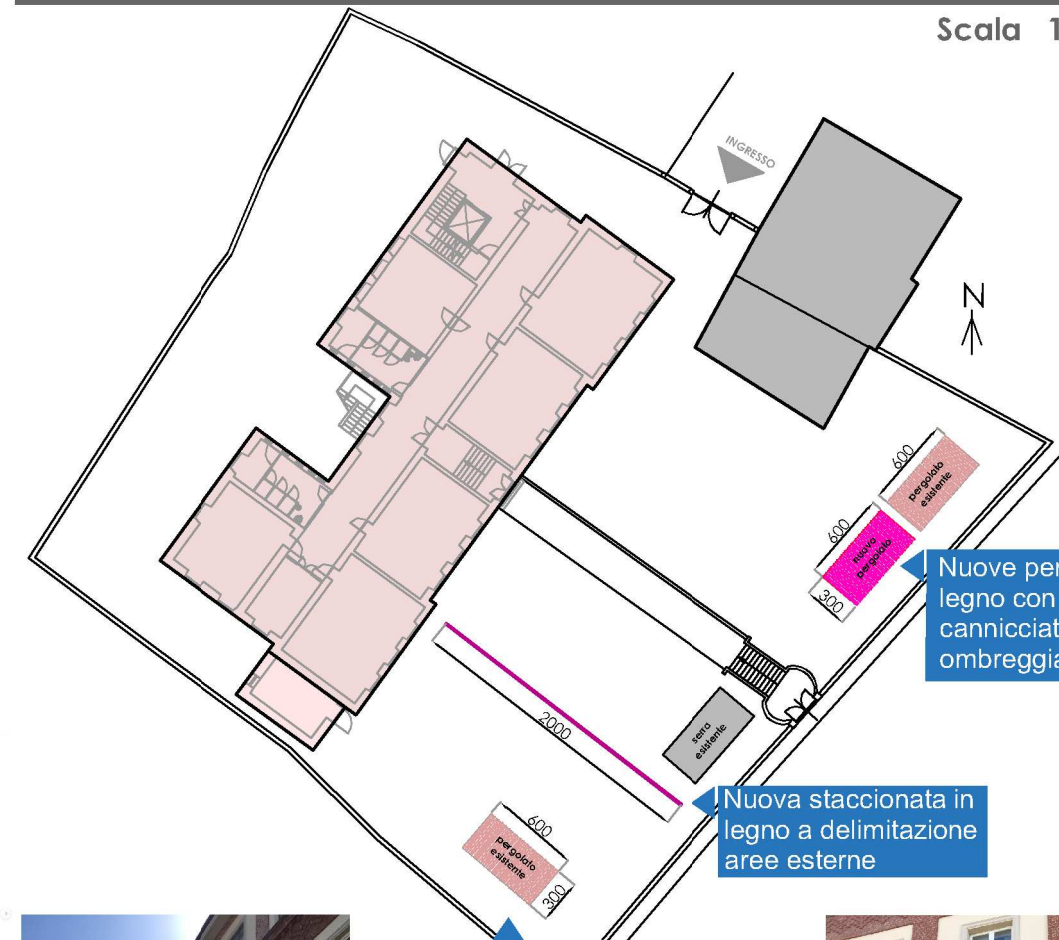 Scala 1
INGRESSO
N
600
pergolato
esistente
600
nuovo
pergolato
300
Nuove per
legno con
cannicciat
ombreggia
2000
serra
esistente
Nuova staccionata in
legno a delimitazione
aree esterne
600
pergolato
esistente
300